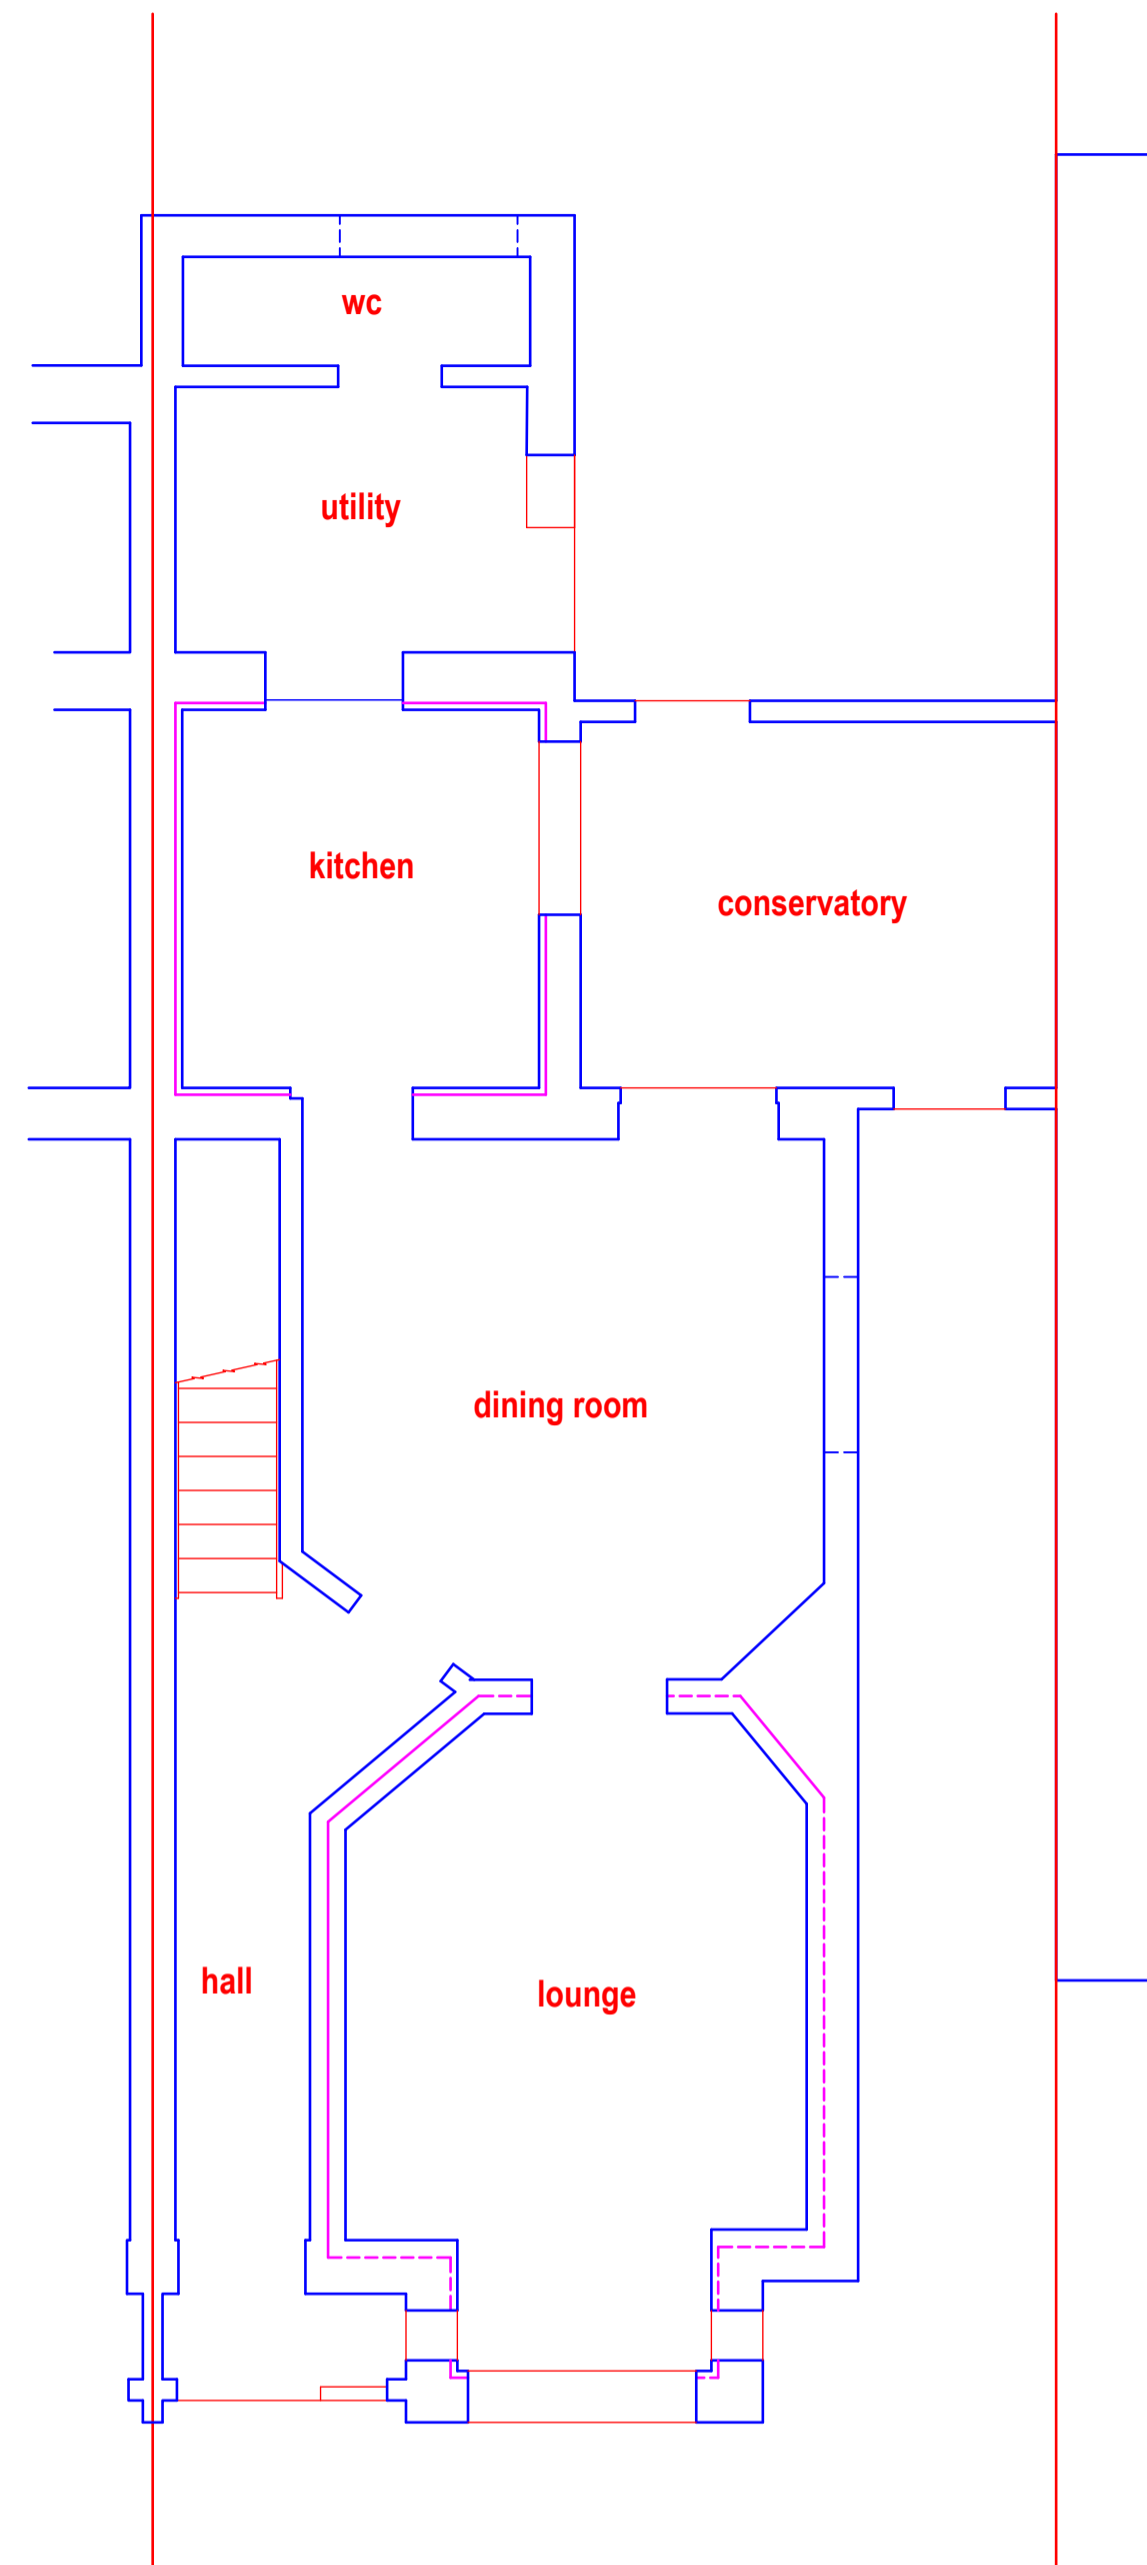 wc
utility
kitchen
conservatory
dining room
hall
lounge